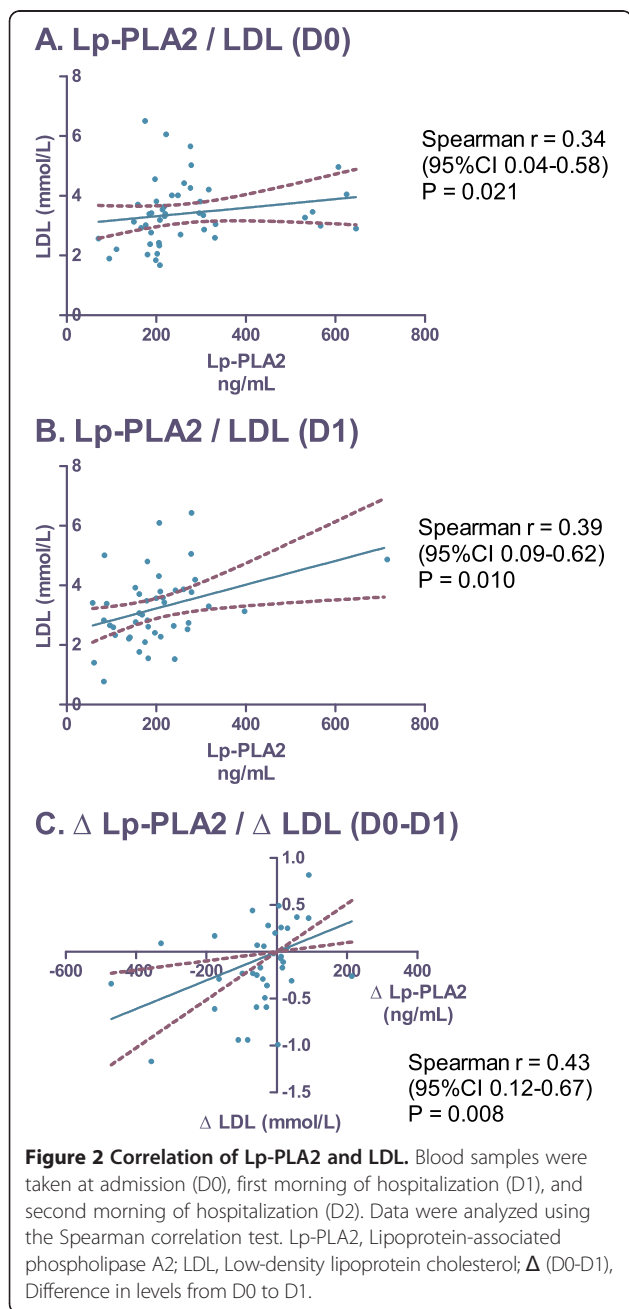 A. Lp-PLA2 / LDL (D0)
8
6
4
2
0
LDL (mmol/L)
0 200 400 600 800
Lp-PLA2
ng/mL
Spearman r = 0.34
(95%CI 0.04-0.58)
P = 0.021
B. Lp-PLA2 / LDL (D1)
8
6
4
2
0
LDL (mmol/L)
0 200 400 600 800
Lp-PLA2
ng/mL
Spearman r = 0.39
(95%CI 0.09-0.62)
P = 0.010
C. Δ Lp-PLA2 / Δ LDL (D0-D1)
1.0
0.5
-600 -400 -200 0 200 400
Δ Lp-PLA2
(ng/mL)
-0.5
-1.0
-1.5
Δ LDL (mmol/L)
Spearman r = 0.43
(95%CI 0.12-0.67)
P = 0.008
Figure 2 Correlation of Lp-PLA2 and LDL. Blood samples were
taken at admission (D0), first morning of hospitalization (D1), and
second morning of hospitalization (D2). Data were analyzed using
the Spearman correlation test. Lp-PLA2, Lipoprotein-associated
phospholipase A2; LDL, Low-density lipoprotein cholesterol; Δ (D0-D1),
Difference in levels from D0 to D1.